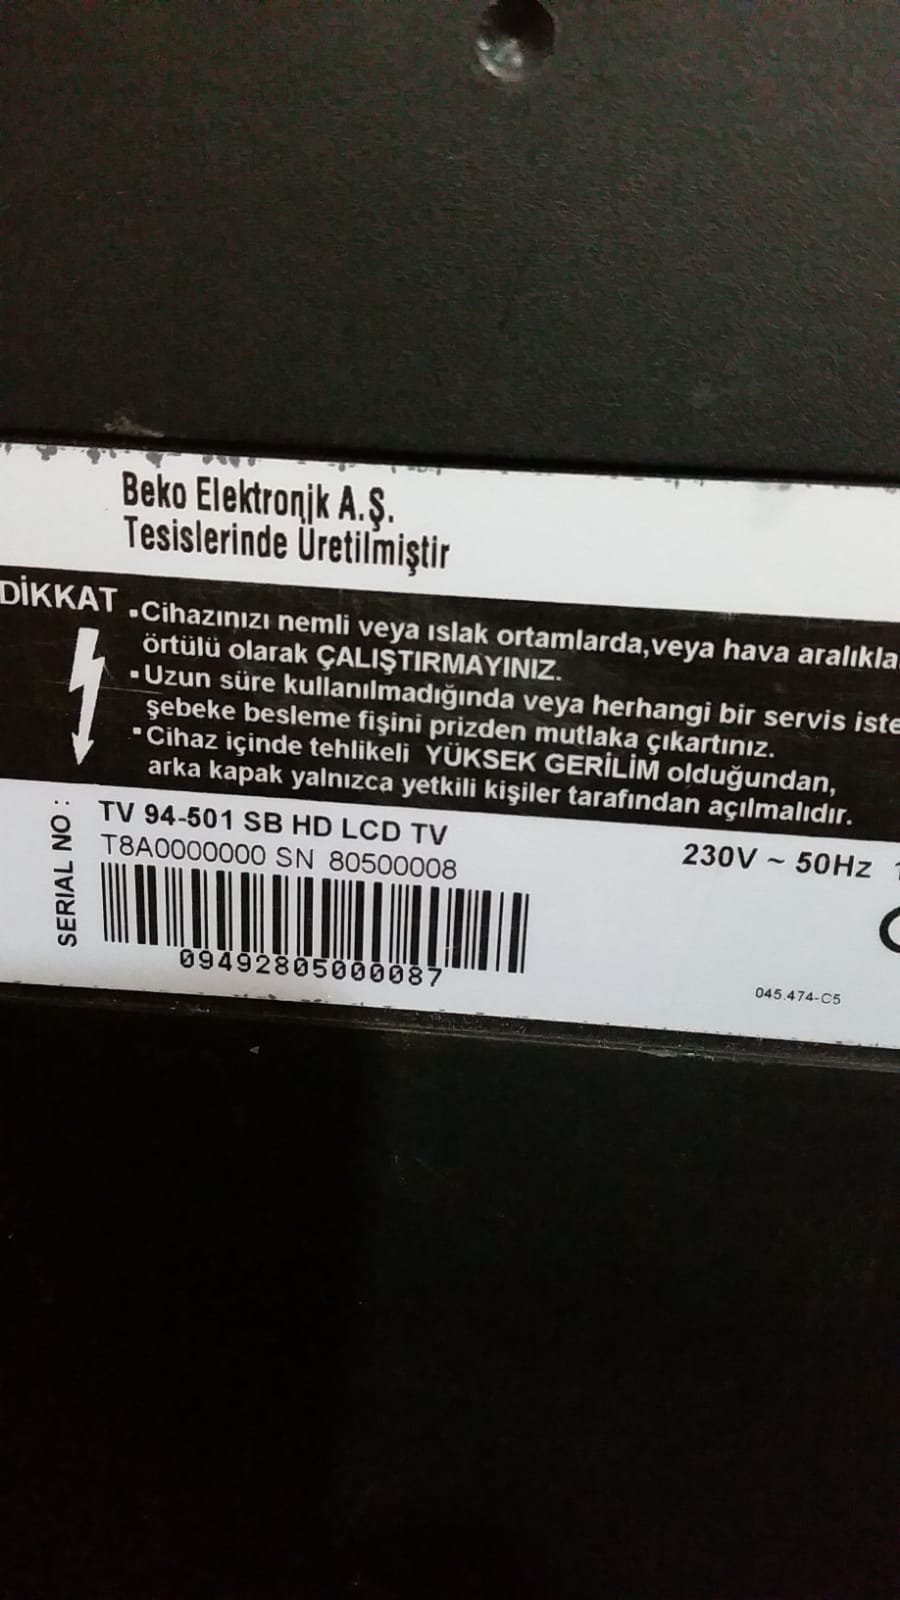 Beko Elektronik A.Ş.
Tesislerinde Üretilmiştir
DİKKAT
▪Cihazınızı nemli veya ıslak ortamlarda,veya hava
örtülü olarak ÇALIŞTIRMAYINIZ.
▪Uzun süre kullanılmadığında veya herhangi bir servis
şebeke besleme fişini prizden mutlaka çıkartınız.
▪Cihaz içinde tehlikeli YÜKSEK GERİLİM olduğundan,
arka kapak yalnızca yetkili kişiler tarafından açılmalıdır.
SERIAL NO :
TV 94-501 SB HD LCD TV
T8A0000000 SN 80500008
230V ~ 50Hz
09492805000087
045.474-C5